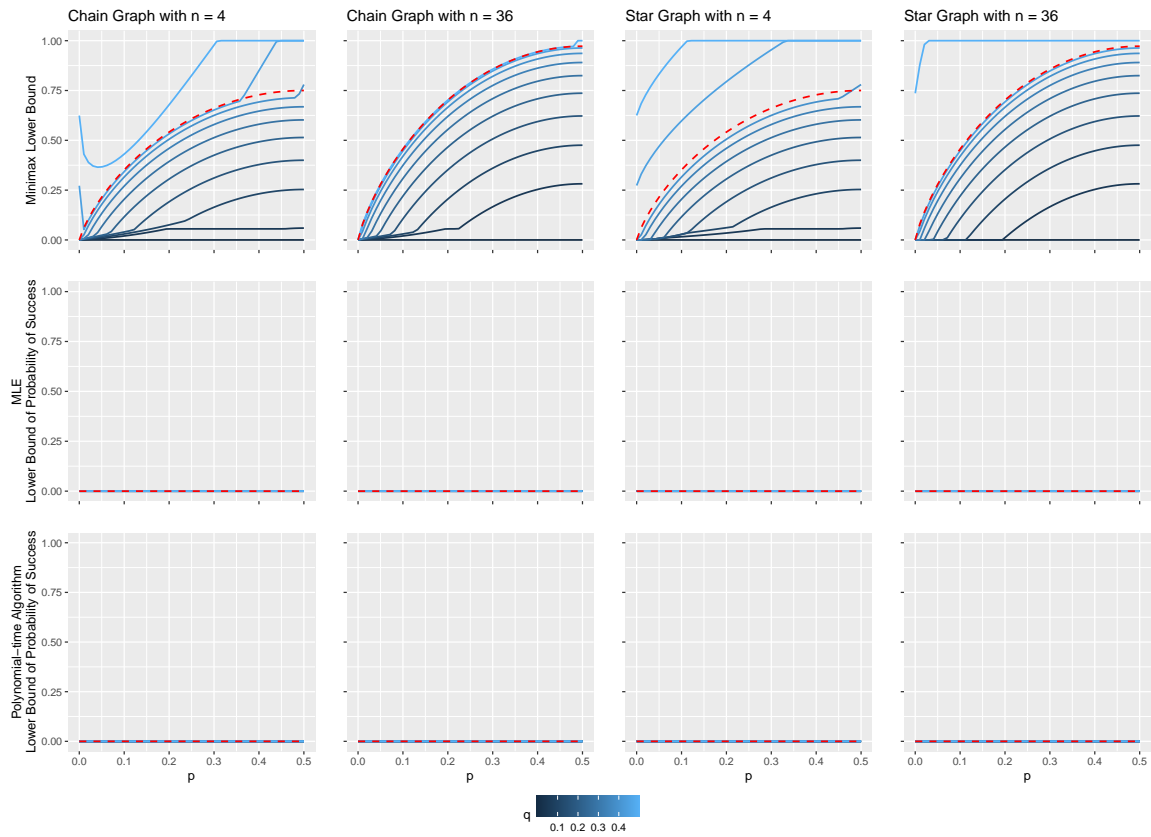 Chain Graph with n = 4
Chain Graph with n = 36
Star Graph with n = 4
Star Graph with n = 36
Minimax Lower Bound
1.00
0.75
0.50
0.25
0.00
MLE
Lower Bound of Probability of Success
1.00
0.75
0.50
0.25
0.00
Polynomial−time Algorithm
Lower Bound of Probability of Success
1.00
0.75
0.50
0.25
0.00
0.0 0.1 0.2 0.3 0.4 0.5
0.0 0.1 0.2 0.3 0.4 0.5
0.0 0.1 0.2 0.3 0.4 0.5
0.0 0.1 0.2 0.3 0.4 0.5
p
p
p
p
q
0.1 0.2 0.3 0.4